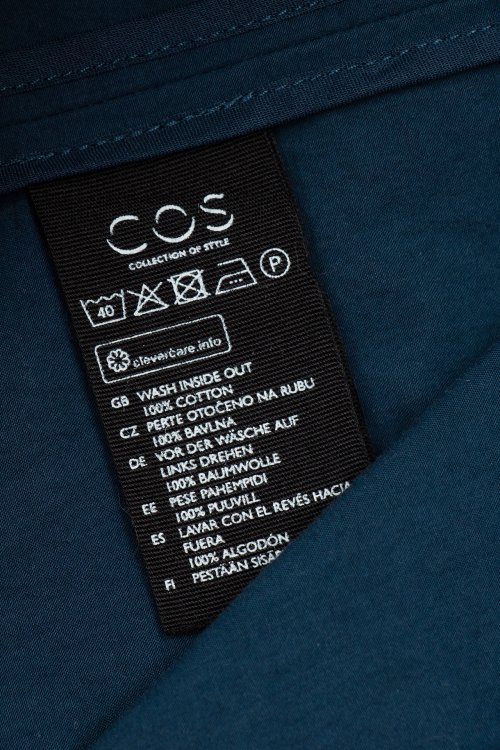 COS
COLLECTION OF STYLE
40 P
clevercare.info
GB WASH INSIDE OUT
100% COTTON
CZ PERTE OTOČENO NA RUBU
100% BAVLNA
DE VOR DER WÄSCHE AUF
LINKS DREHEN
100% BAUMWOLLE
EE PESE PAHEMPIDI
100% PUUVILL
ES LAVAR CON EL REVÉS HACIA
FUERA
100% ALGODÓN
FI PESTÄÄN